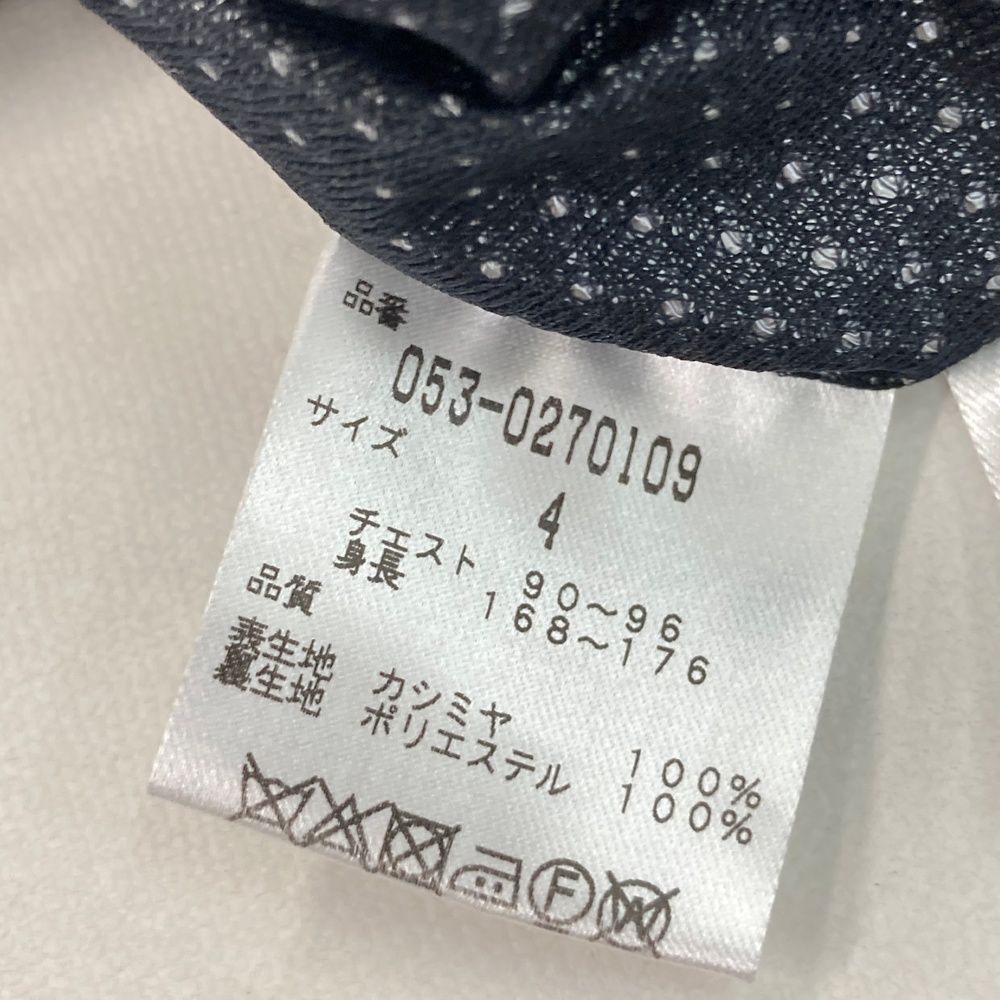 品番
053-0270109
サイズ
4
チェスト 90～96
身長 168～176
品質
表生地 カシミヤ 100%
裏生地 ポリエステル 100%
F W